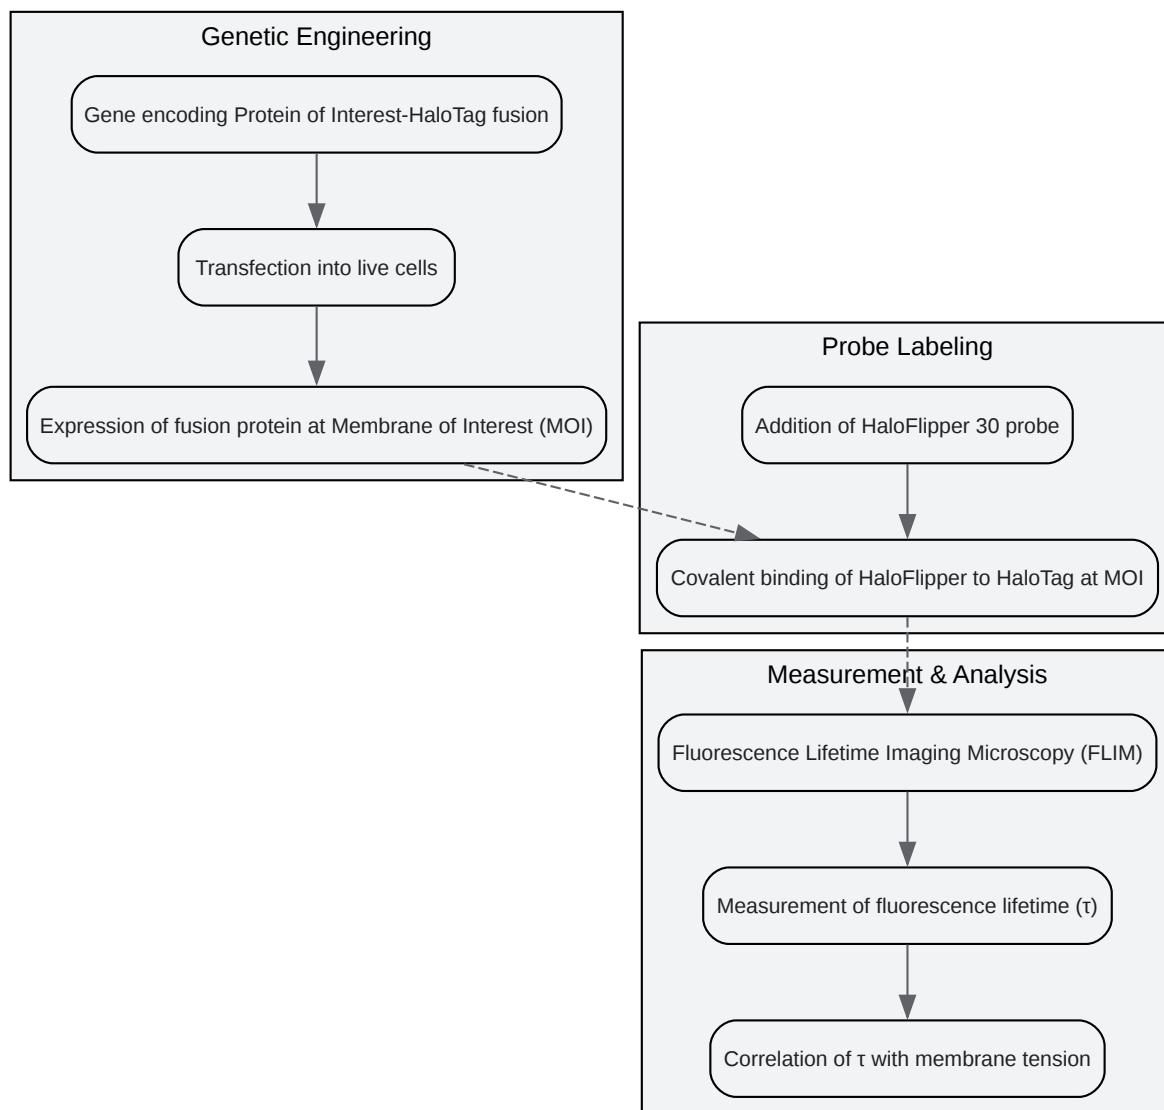 Genetic Engineering
Gene encoding Protein of Interest-HaloTag fusion
Transfection into live cells
Expression of fusion protein at Membrane of Interest (MOI)
Probe Labeling
Addition of HaloFlipper 30 probe
Covalent binding of HaloFlipper to HaloTag at MOI
Measurement & Analysis
Fluorescence Lifetime Imaging Microscopy (FLIM)
Measurement of fluorescence lifetime (τ)
Correlation of τ with membrane tension